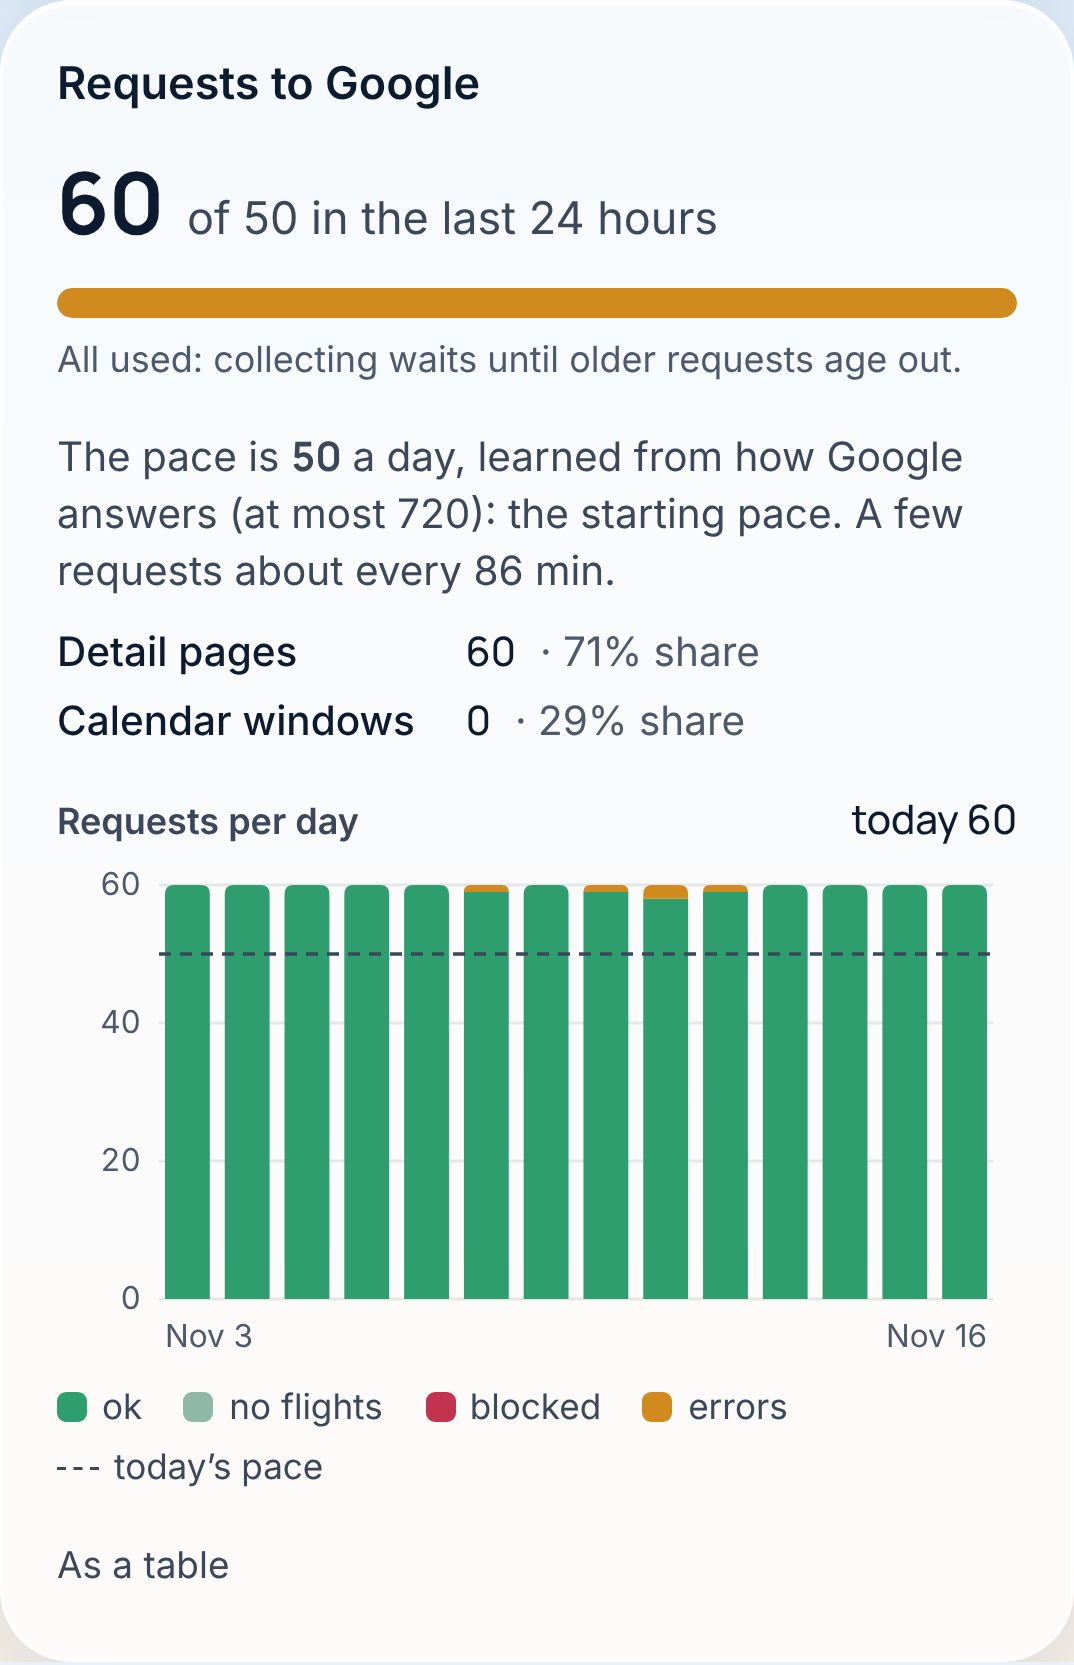 Requests to Google
60 of 50 in the last 24 hours
All used: collecting waits until older requests age out.
The pace is 50 a day, learned from how Google
answers (at most 720): the starting pace. A few
requests about every 86 min.
Detail pages 60 · 71% share
Calendar windows 0 · 29% share
Requests per day today 60
60
40
20
0
Nov 3 Nov 16
ok no flights blocked errors
--- today’s pace
As a table